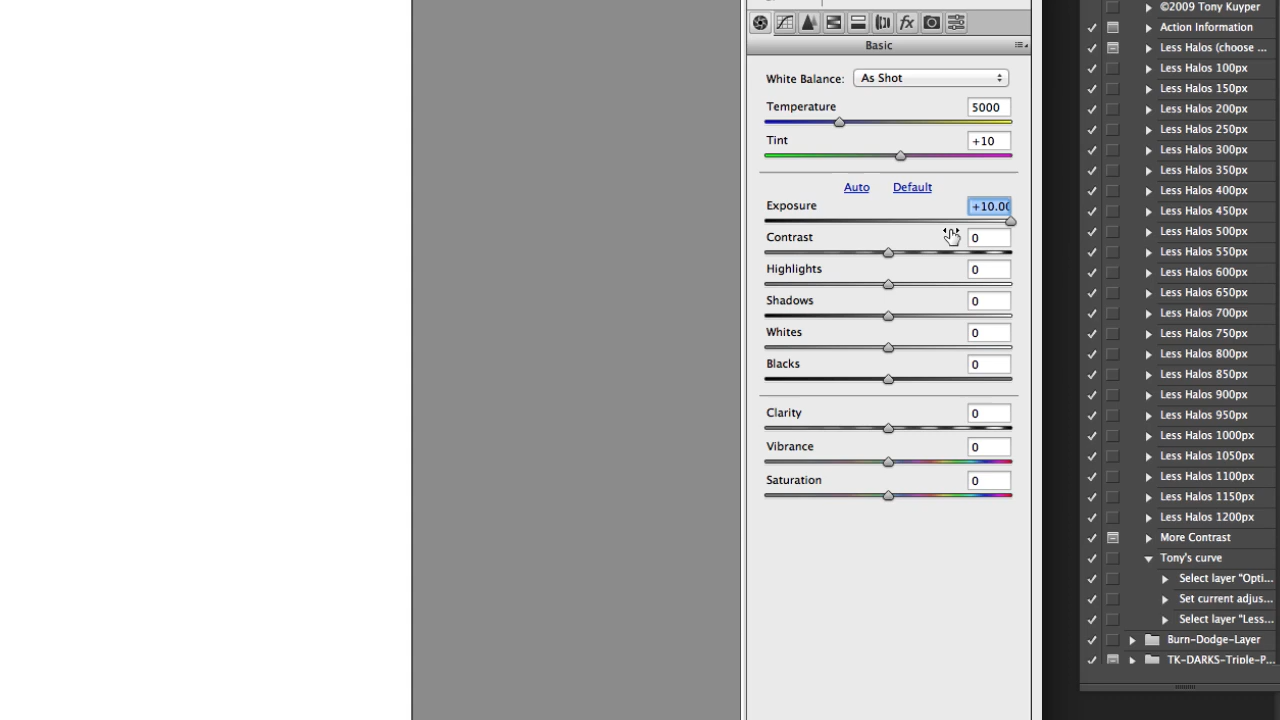 fx
Basic
White Balance: As Shot
Temperature 5000
Tint +10
Auto Default
Exposure +10.00
Contrast 0
Highlights 0
Shadows 0
Whites 0
Blacks 0
Clarity 0
Vibrance 0
Saturation 0
©2009 Tony Kuyper
Action Information
Less Halos (choose ...
Less Halos 100px
Less Halos 150px
Less Halos 200px
Less Halos 250px
Less Halos 300px
Less Halos 350px
Less Halos 400px
Less Halos 450px
Less Halos 500px
Less Halos 550px
Less Halos 600px
Less Halos 650px
Less Halos 700px
Less Halos 750px
Less Halos 800px
Less Halos 850px
Less Halos 900px
Less Halos 950px
Less Halos 1000px
Less Halos 1050px
Less Halos 1100px
Less Halos 1150px
Less Halos 1200px
More Contrast
Tony's curve
Select layer "Opti...
Set current adjus...
Select layer "Less...
Burn-Dodge-Layer
TK-DARKS-Triple-P...